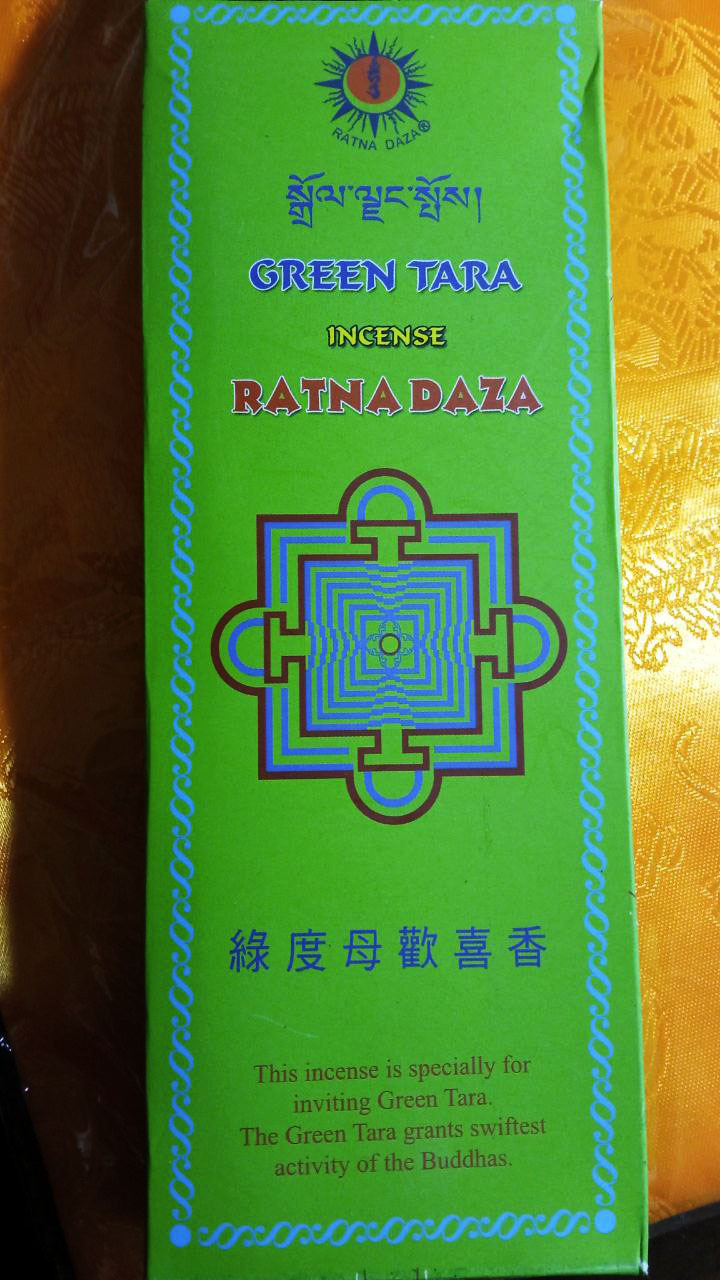 RATNA DAZA®
སྒྲོལ་ལྗང་སྤོས།
GREEN TARA
INCENSE
RATNA DAZA
綠度母歡喜香
This incense is specially for
inviting Green Tara.
The Green Tara grants swiftest
activity of the Buddhas.